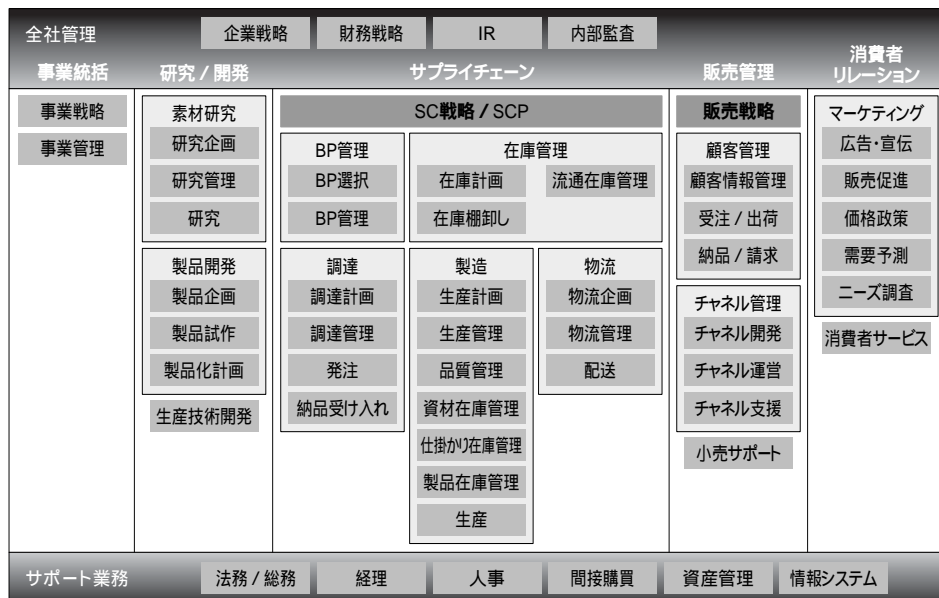 全社管理
企業戦略
財務戦略
IR
内部監査
事業統括
研究 / 開発
サプライチェーン
販売管理
消費者
リレーション
事業戦略
事業管理
素材研究
研究企画
研究管理
研究
製品開発
製品企画
製品試作
製品化計画
生産技術開発
SC戦略 / SCP
BP管理
BP選択
BP管理
在庫管理
在庫計画
流通在庫管理
在庫棚卸し
調達
調達計画
調達管理
発注
納品受け入れ
製造
生産計画
生産管理
品質管理
資材在庫管理
仕掛かり在庫管理
製品在庫管理
生産
物流
物流企画
物流管理
配送
販売戦略
顧客管理
顧客情報管理
受注 / 出荷
納品 / 請求
チャネル管理
チャネル開発
チャネル運営
チャネル支援
小売サポート
マーケティング
広告・宣伝
販売促進
価格政策
需要予測
ニーズ調査
消費者サービス
サポート業務
法務 / 総務
経理
人事
間接購買
資産管理
情報システム